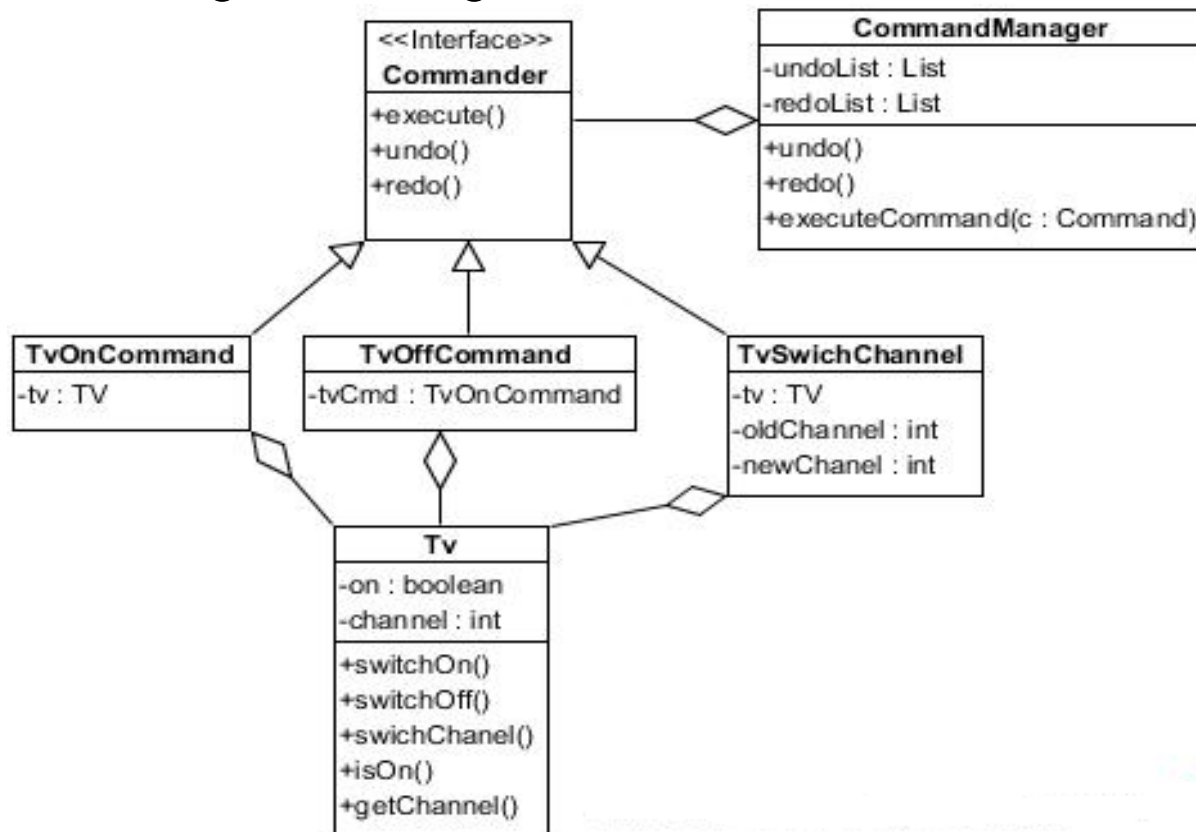 <<Interface>>
Commander
+execute()
+undo()
+redo()
CommandManager
-undoList : List
-redoList : List
+undo()
+redo()
+executeCommand(c : Command)
TvOnCommand
-tv : TV
TvOffCommand
-tvCmd : TvOnCommand
TvSwichChannel
-tv : TV
-oldChannel : int
-newChanel : int
Tv
-on : boolean
-channel : int
+switchOn()
+switchOff()
+swichChanel()
+isOn()
+getChannel()